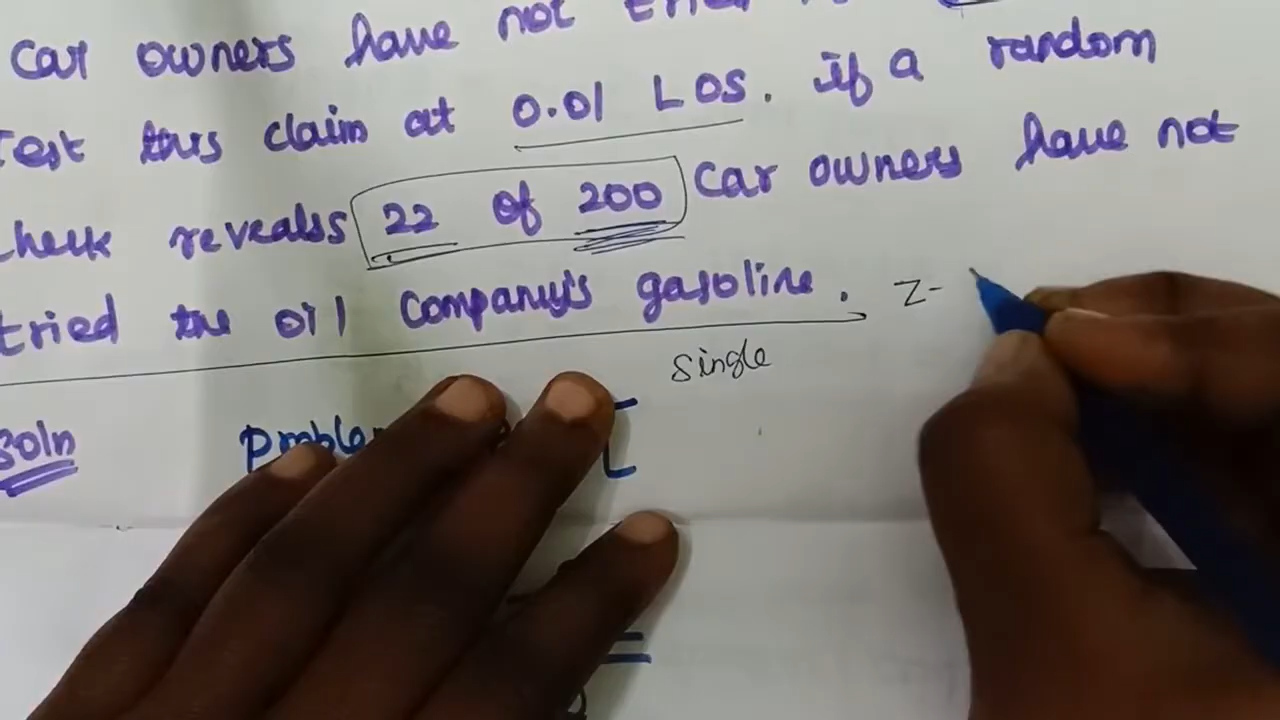 Car owners have not tried
Test this claim at 0.01 LOS. if a random
check reveals 22 of 200 Car owners have not
tried the oil Company's gasoline. Z-
Single
Soln